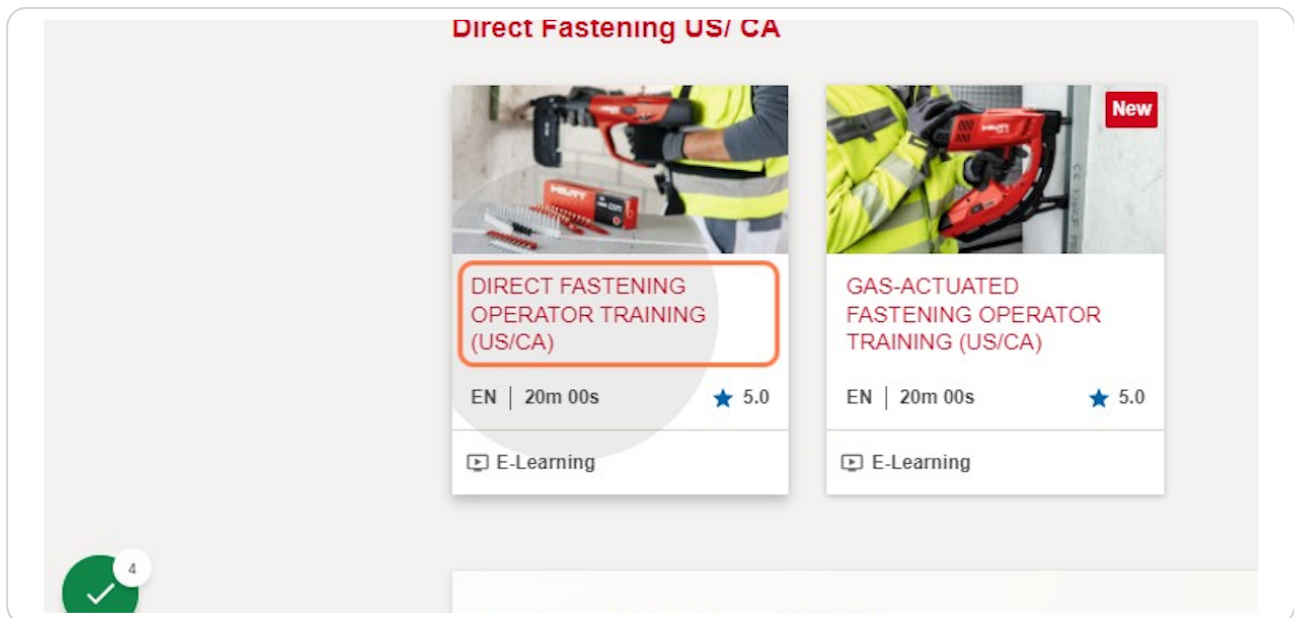 Direct Fastening US/ CA
New
DIRECT FASTENING
OPERATOR TRAINING
(US/CA)
EN | 20m 00s
5.0
E-Learning
GAS-ACTUATED
FASTENING OPERATOR
TRAINING (US/CA)
EN | 20m 00s
5.0
E-Learning
4